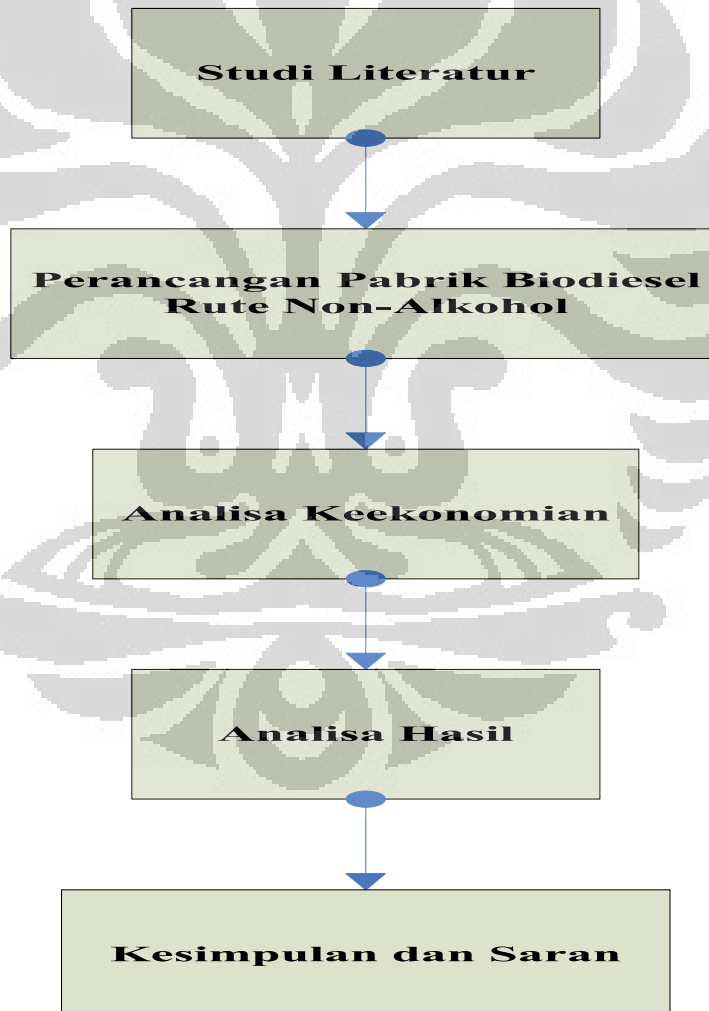 Studi Literatur
Perancangan Pabrik Biodiesel
Rute Non-Alkohol
Analisa Keekonomian
Analisa Hasil
Kesimpulan dan Saran